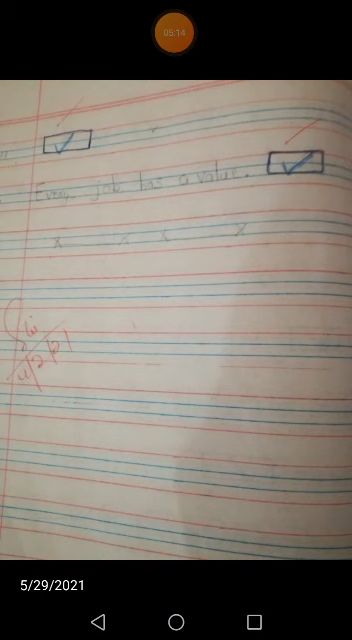 05:14
Every job has a value.
x x x x
5/29/2021